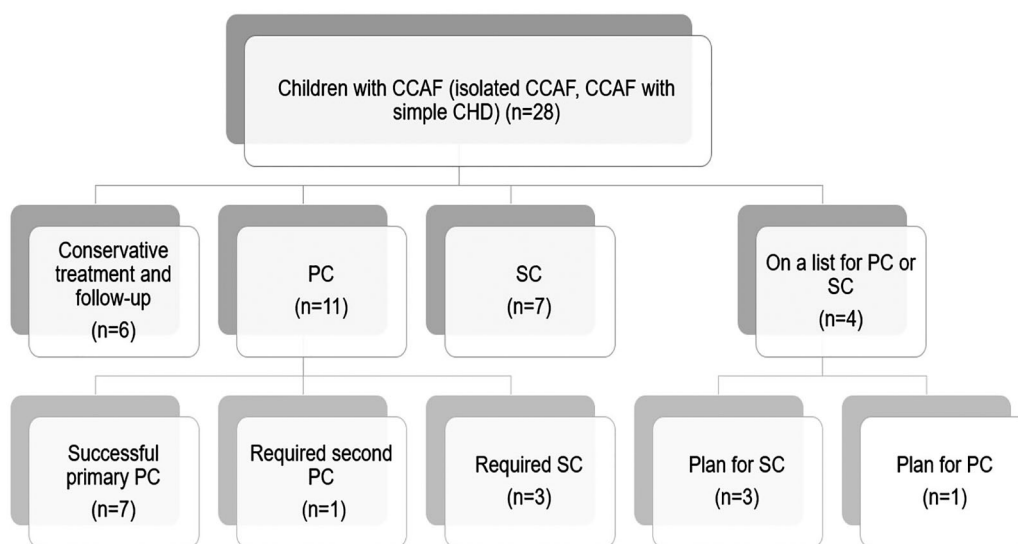 Children with CCAF (isolated CCAF, CCAF with
simple CHD) (n=28)
Conservative
treatment and
follow-up
(n=6)
PC
(n=11)
SC
(n=7)
On a list for PC or
SC
(n=4)
Successful
primary PC
(n=7)
Required second
PC
(n=1)
Required SC
(n=3)
Plan for SC
(n=3)
Plan for PC
(n=1)